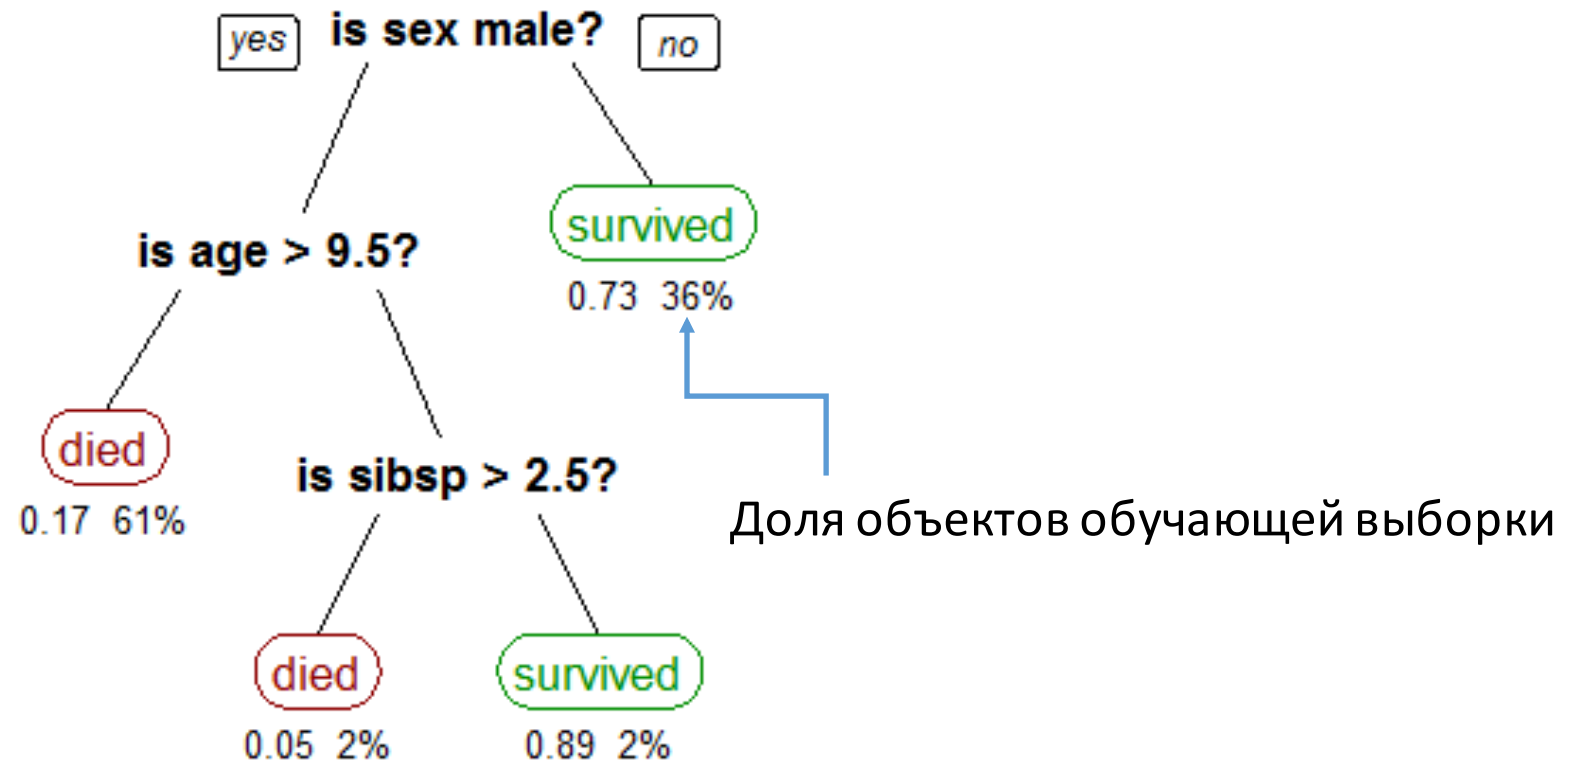 yes
is sex male?
no
is age > 9.5?
survived
0.73 36%
died
0.17 61%
is sibsp > 2.5?
Доля объектов обучающей выборки
died
0.05 2%
survived
0.89 2%